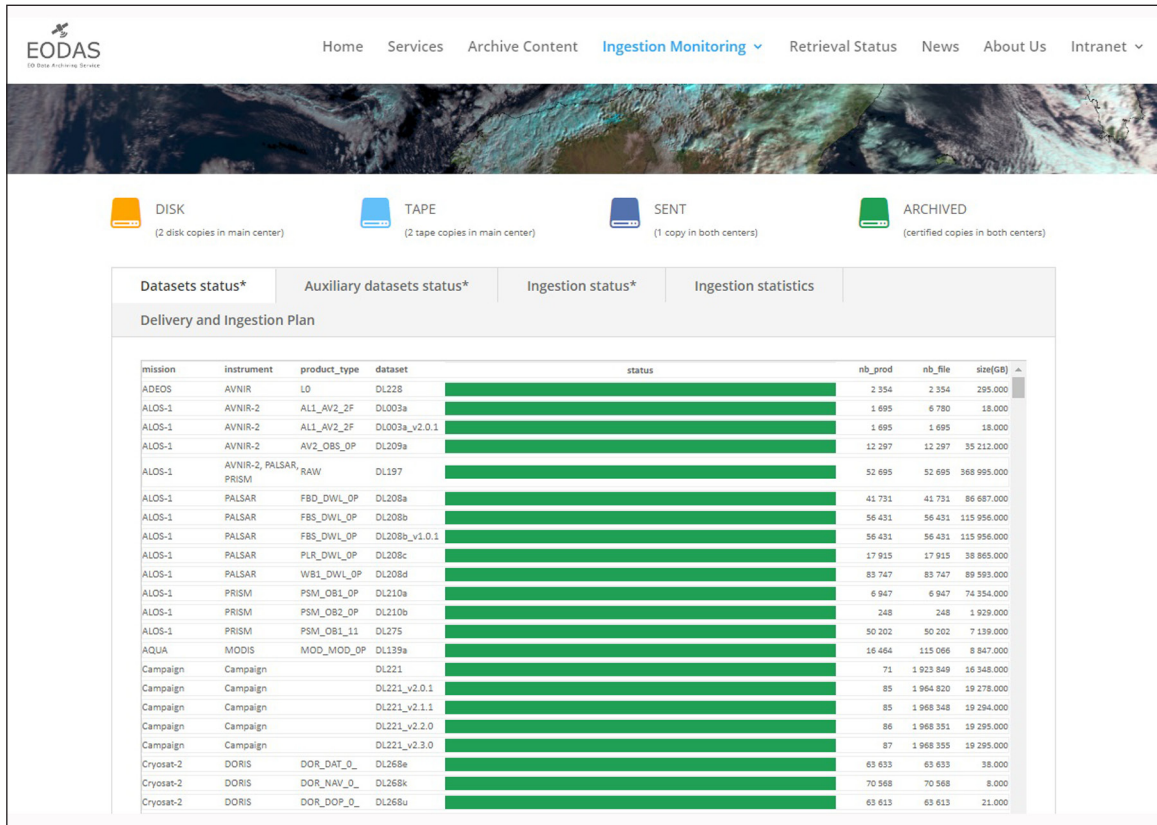 EODAS
EO Data Archiving Service
Home Services Archive Content Ingestion Monitoring Retrieval Status News About Us Intranet
DISK TAPE SENT ARCHIVED
(2 disk copies in main center) (2 tape copies in main center) (1 copy in both centers) (certified copies in both centers)
Datasets status* Auxiliary datasets status* Ingestion status* Ingestion statistics
Delivery and Ingestion Plan
mission instrument product_type dataset status nb_prod nb_file size(GB)
ADEOS AVNIR L0 DL228 2 354 2 354 295.000
ALOS-1 AVNIR-2 AL1_AV2_2F DL003a 1 695 6 780 18.000
ALOS-1 AVNIR-2 AL1_AV2_2F DL003a_v2.0.1 1 695 1 695 18.000
ALOS-1 AVNIR-2 AV2_OBS_0P DL209a 12 297 12 297 35 212.000
ALOS-1 AVNIR-2, PALSAR, PRISM RAW DL197 52 695 52 695 368 995.000
ALOS-1 PALSAR FBD_DWL_0P DL208a 41 731 41 731 86 687.000
ALOS-1 PALSAR FBS_DWL_0P DL208b 56 431 56 431 115 956.000
ALOS-1 PALSAR FBS_DWL_0P DL208b_v1.0.1 56 431 56 431 115 956.000
ALOS-1 PALSAR PLR_DWL_0P DL208c 17 915 17 915 38 865.000
ALOS-1 PALSAR WB1_DWL_0P DL208d 83 747 83 747 89 593.000
ALOS-1 PRISM PSM_OB1_0P DL210a 6 947 6 947 74 354.000
ALOS-1 PRISM PSM_OB2_0P DL210b 248 248 1 929.000
ALOS-1 PRISM PSM_OB1_11 DL275 50 202 50 202 7 139.000
AQUA MODIS MOD_MOD_0P DL139a 16 464 115 066 8 847.000
Campaign Campaign DL221 71 1 923 849 16 348.000
Campaign Campaign DL221_v2.0.1 85 1 964 820 19 278.000
Campaign Campaign DL221_v2.1.1 85 1 968 348 19 294.000
Campaign Campaign DL221_v2.2.0 86 1 968 351 19 295.000
Campaign Campaign DL221_v2.3.0 87 1 968 355 19 295.000
Cryosat-2 DORIS DOR_DAT_0_ DL268e 63 633 63 633 38.000
Cryosat-2 DORIS DOR_NAV_0_ DL268k 70 568 70 568 8.000
Cryosat-2 DORIS DOR_DOP_0_ DL268u 63 613 63 613 21.000